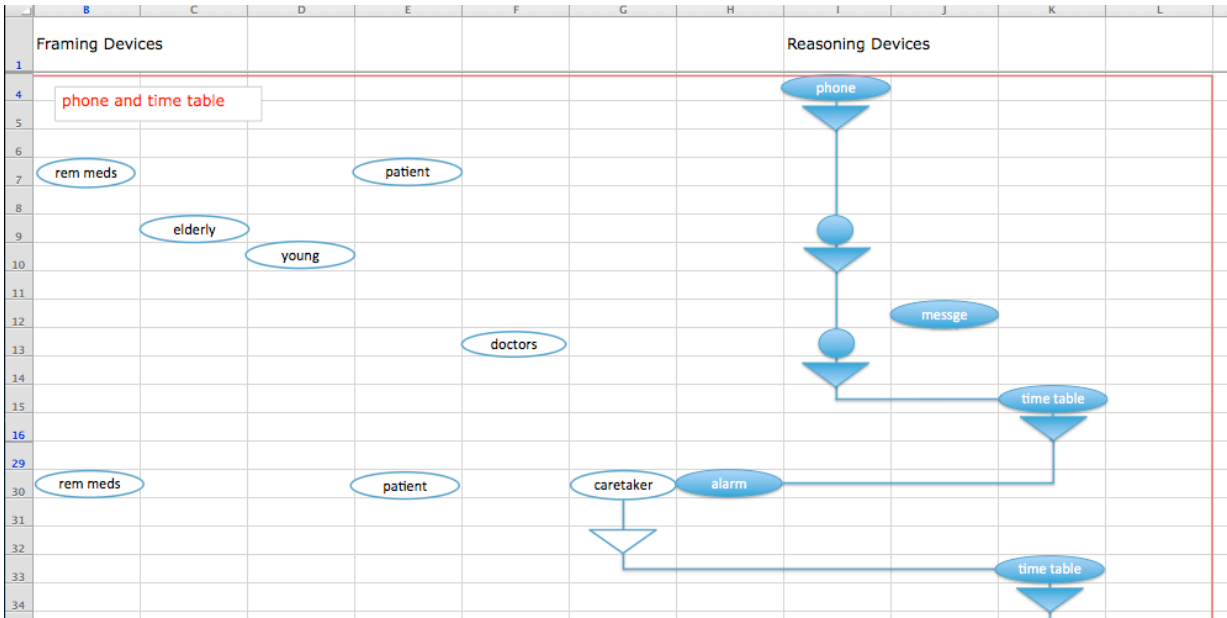 B C D E F G H I J K L
Framing Devices Reasoning Devices
1
4 phone and time table phone
5
6
7 rem meds patient
8
9 elderly
10 young
11
12 messge
13 doctors
14
15 time table
16
29
30 rem meds patient caretaker alarm
31
32
33 time table
34